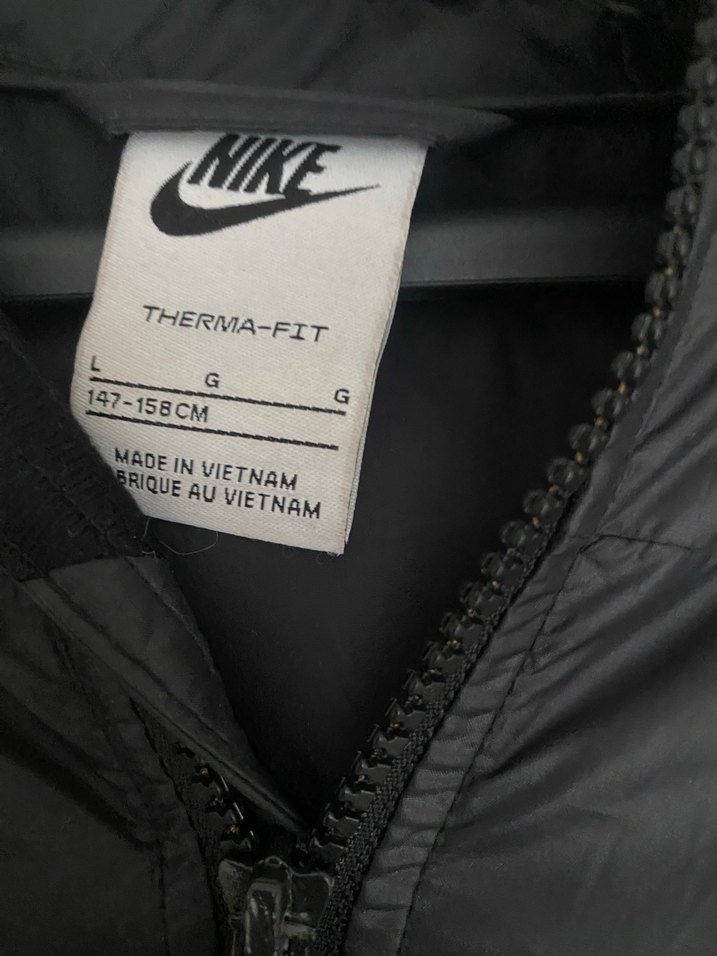 NIKE
THERMA-FIT
L G G
147-158CM
MADE IN VIETNAM
BRIQUE AU VIETNAM